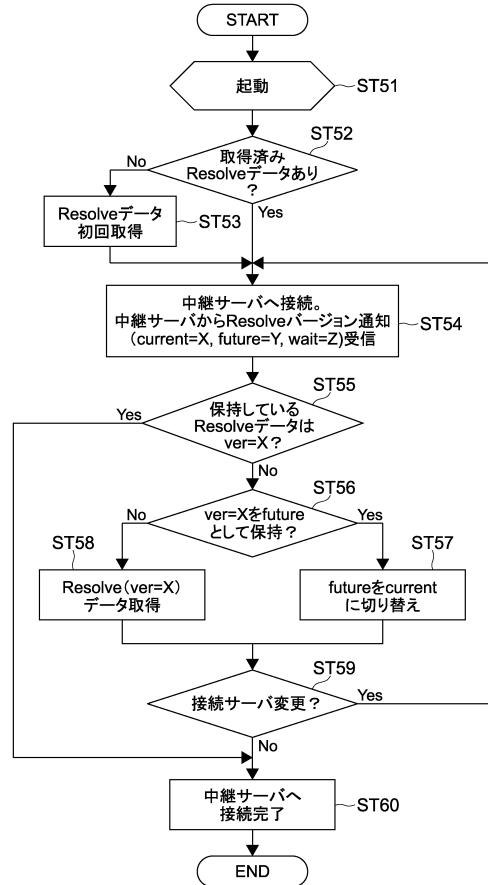 START
起動
ST51
ST52
取得済み
Resolveデータあり
?
No
Yes
Resolveデータ
初回取得
ST53
中継サーバへ接続。
中継サーバからResolveバージョン通知
(current=X, future=Y, wait=Z)受信
ST54
ST55
Yes
保持している
Resolveデータは
ver=X?
No
ST56
No
ver=Xをfuture
として保持?
Yes
ST58
ST57
Resolve(ver=X)
データ取得
futureをcurrent
に切り替え
ST59
接続サーバ変更?
Yes
No
中継サーバへ
接続完了
ST60
END